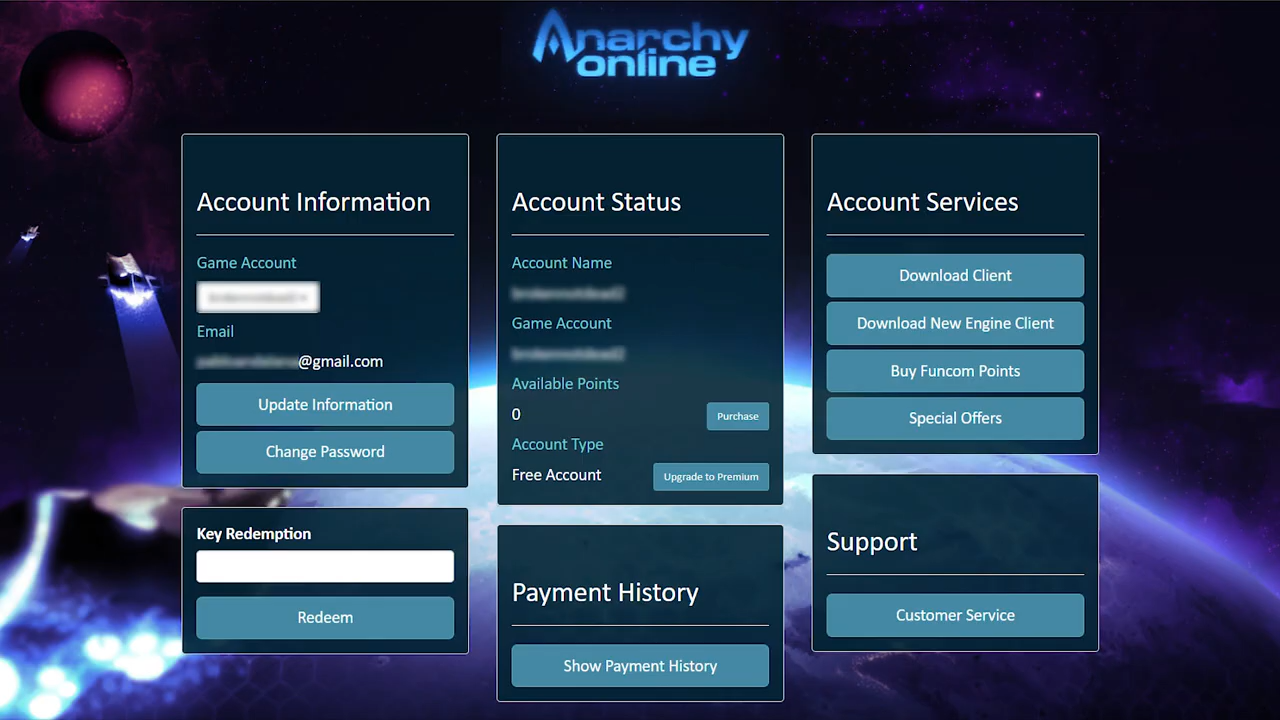 Anarchy
online
Account Information
Game Account
Email
@gmail.com
Update Information
Change Password
Key Redemption
Redeem
Account Status
Account Name
Game Account
Available Points
0
Purchase
Account Type
Free Account
Upgrade to Premium
Payment History
Show Payment History
Account Services
Download Client
Download New Engine Client
Buy Funcom Points
Special Offers
Support
Customer Service